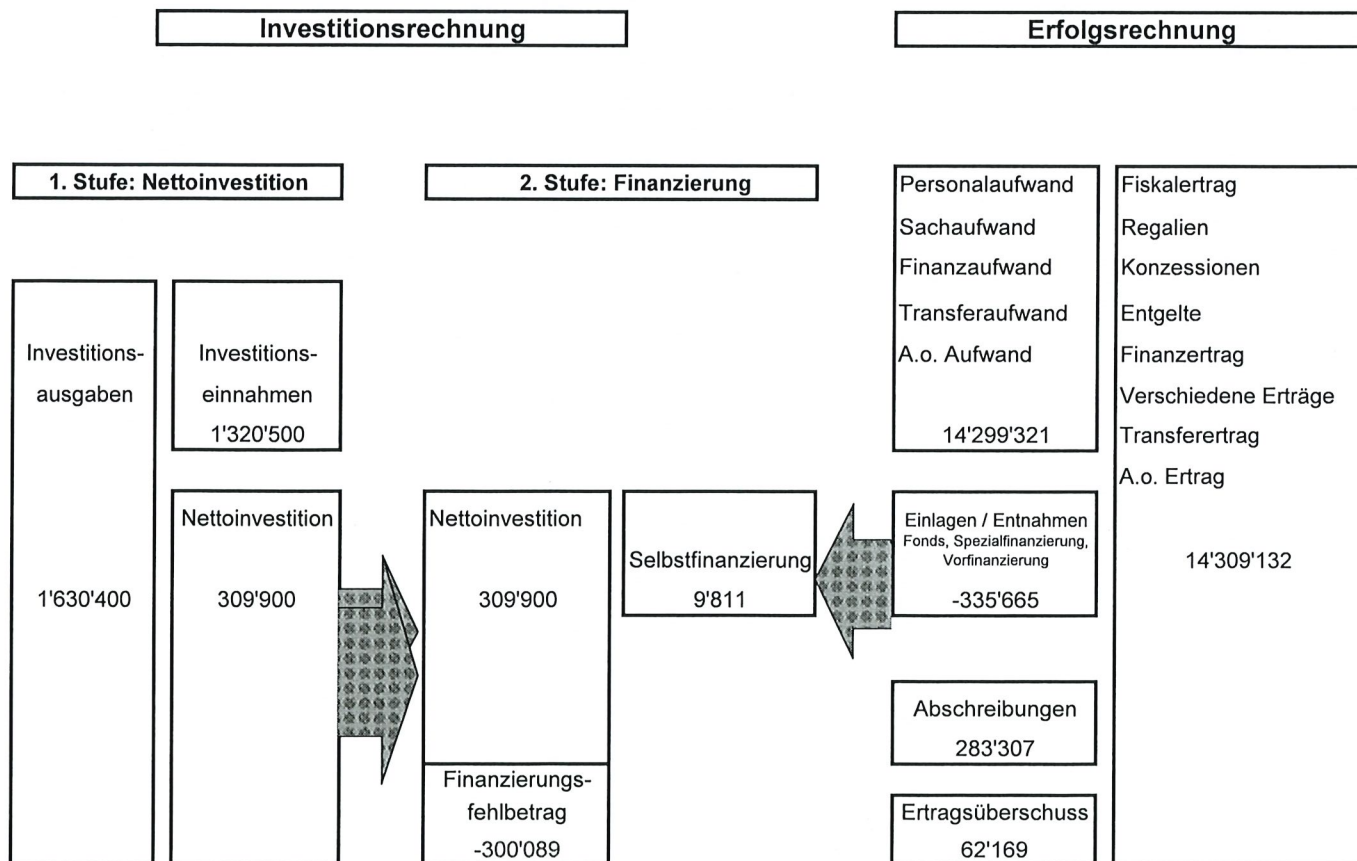 Investitionsrechnung
Erfolgsrechnung
1. Stufe: Nettoinvestition
2. Stufe: Finanzierung
Investitions-
ausgaben
1'630'400
Investitions-
einnahmen
1'320'500
Nettoinvestition
309'900
Nettoinvestition
309'900
Finanzierungs-
fehlbetrag
-300'089
Selbstfinanzierung
9'811
Personalaufwand
Sachaufwand
Finanzaufwand
Transferaufwand
A.o. Aufwand
14'299'321
Einlagen / Entnahmen
Fonds, Spezialfinanzierung,
Vorfinanzierung
-335'665
Abschreibungen
283'307
Ertragsüberschuss
62'169
Fiskalertrag
Regalien
Konzessionen
Entgelte
Finanzertrag
Verschiedene Erträge
Transferertrag
A.o. Ertrag
14'309'132